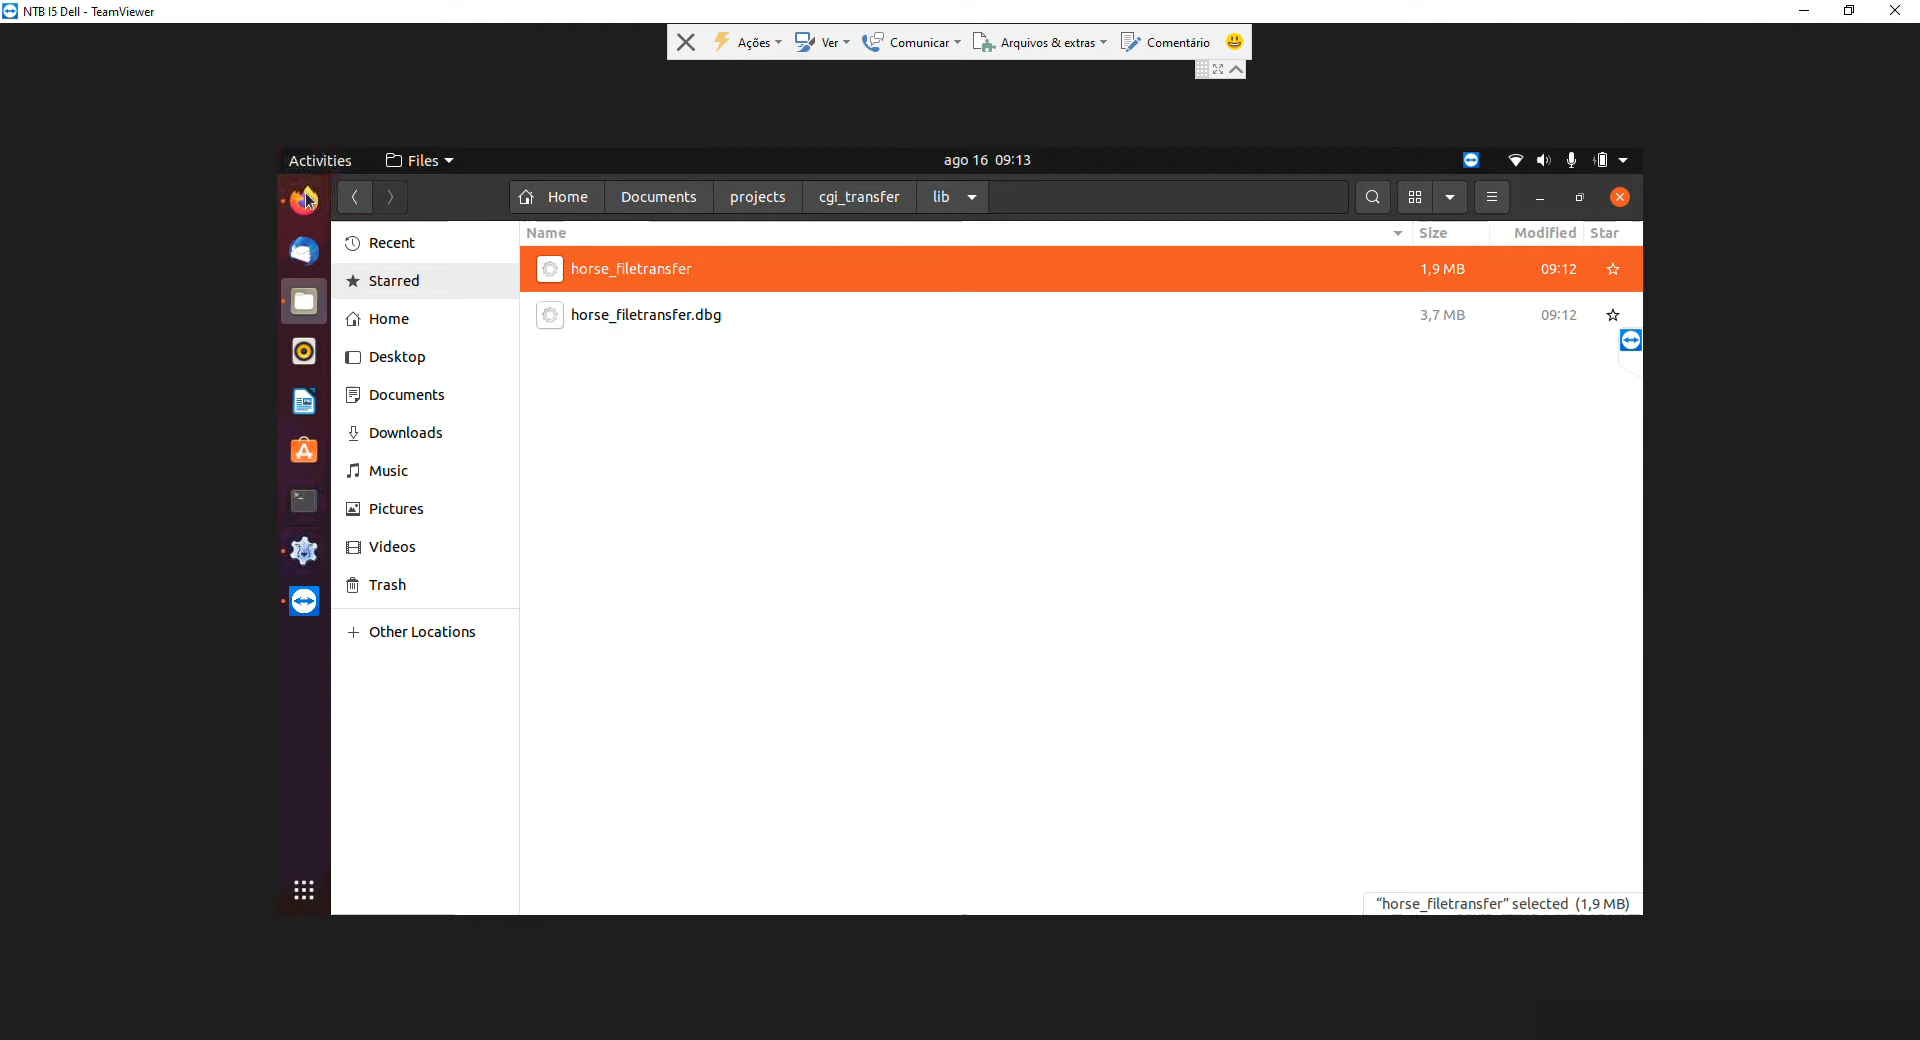 NTB I5 Dell - TeamViewer
Ações Ver Comunicar Arquivos & extras Comentário
Activities Files ago 16 09:13
Home Documents projects cgi_transfer lib
Name Size Modified Star
Recent
Starred
Home
Desktop
Documents
Downloads
Music
Pictures
Videos
Trash
Other Locations
horse_filetransfer 1,9 MB 09:12
horse_filetransfer.dbg 3,7 MB 09:12
“horse_filetransfer” selected (1,9 MB)